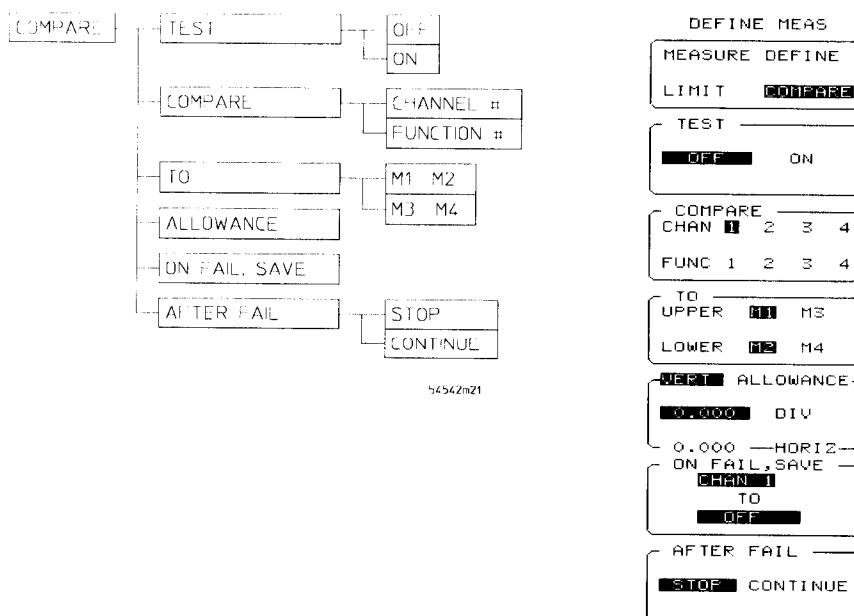 COMPARE
TEST
OFF
ON
COMPARE
CHANNEL #
FUNCTION #
TO
M1 M2
M3 M4
ALLOWANCE
ON FAIL, SAVE
AFTER FAIL
STOP
CONTINUE
54542m21
DEFINE MEAS
MEASURE DEFINE
LIMIT COMPARE
TEST
OFF ON
COMPARE
CHAN 1 2 3 4
FUNC 1 2 3 4
TO
UPPER M1 M3
LOWER M2 M4
VERT ALLOWANCE
0.000 DIV
0.000 HORIZ
ON FAIL,SAVE
CHAN 1
TO
OFF
AFTER FAIL
STOP CONTINUE